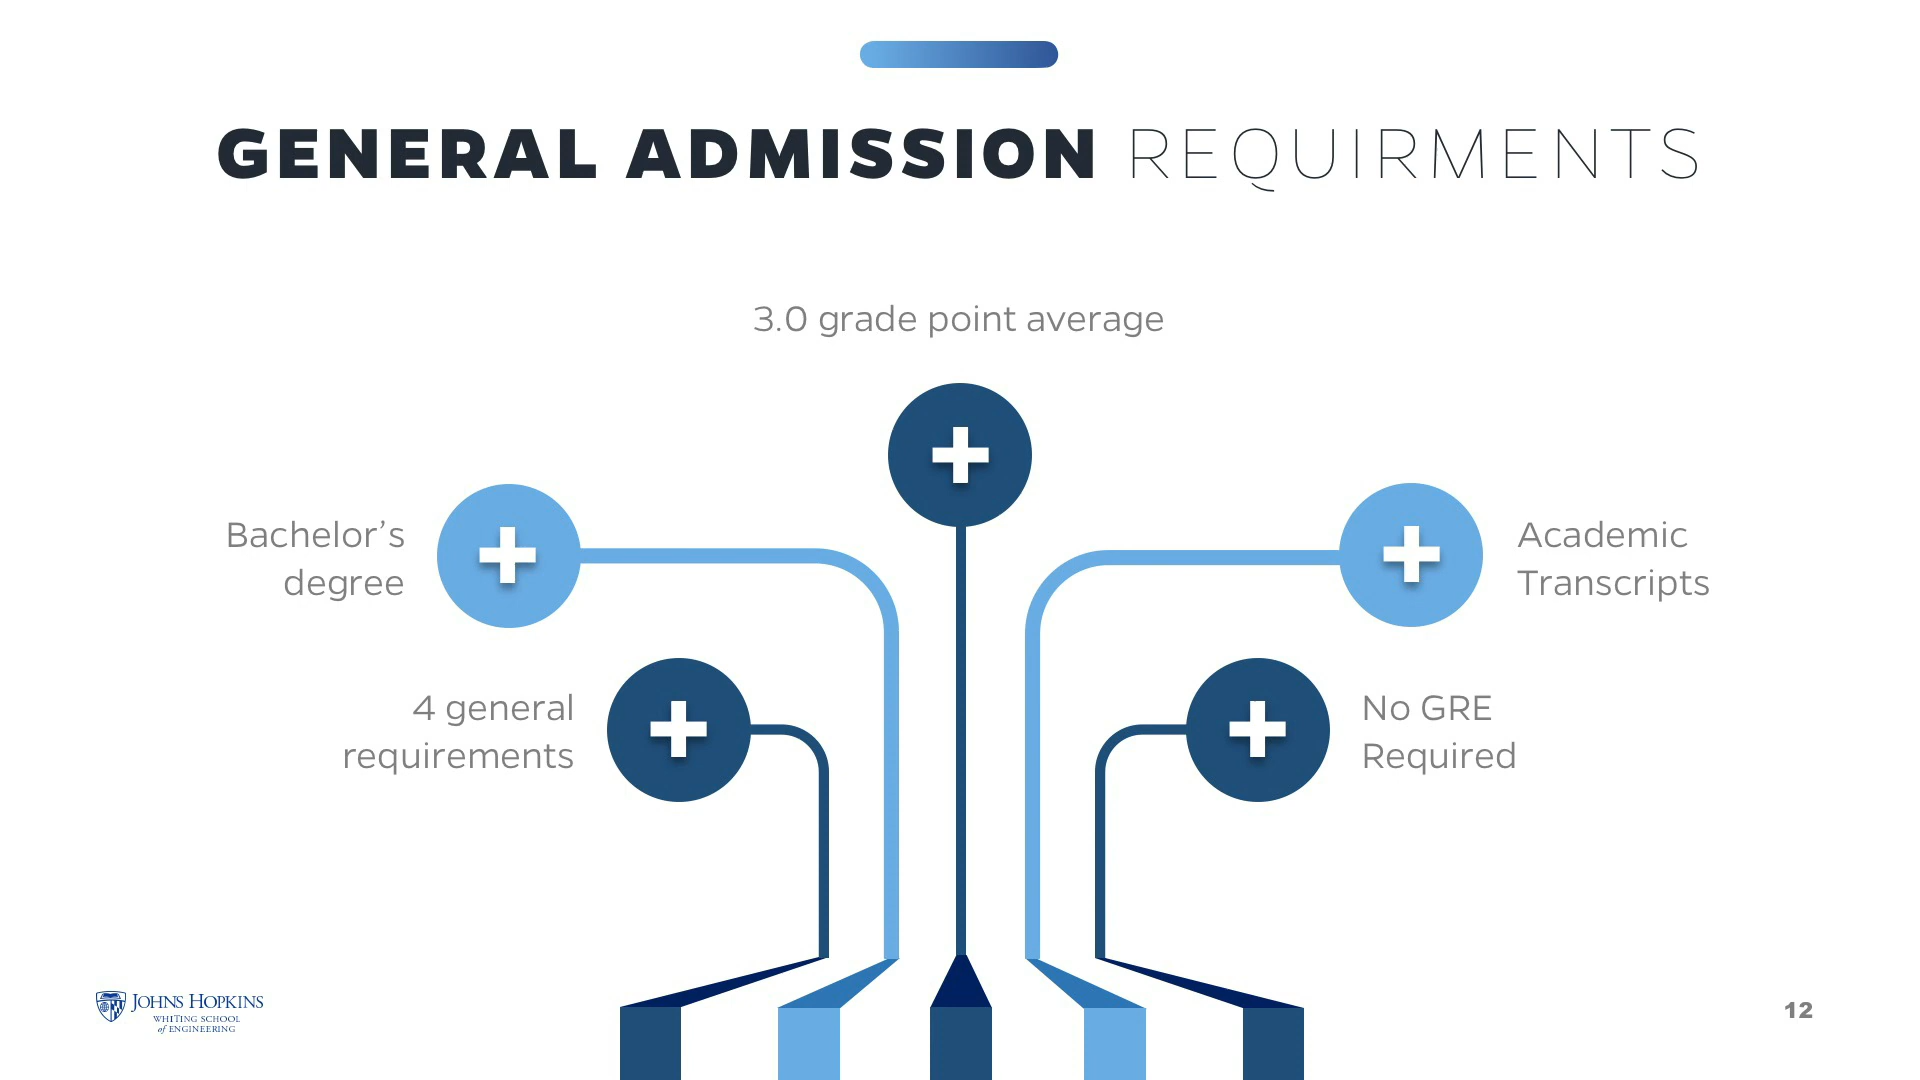 GENERAL ADMISSION REQUIRMENTS
3.0 grade point average
Bachelor’s
degree
Academic
Transcripts
4 general
requirements
No GRE
Required
JOHNS HOPKINS
WHITING SCHOOL
of ENGINEERING
12